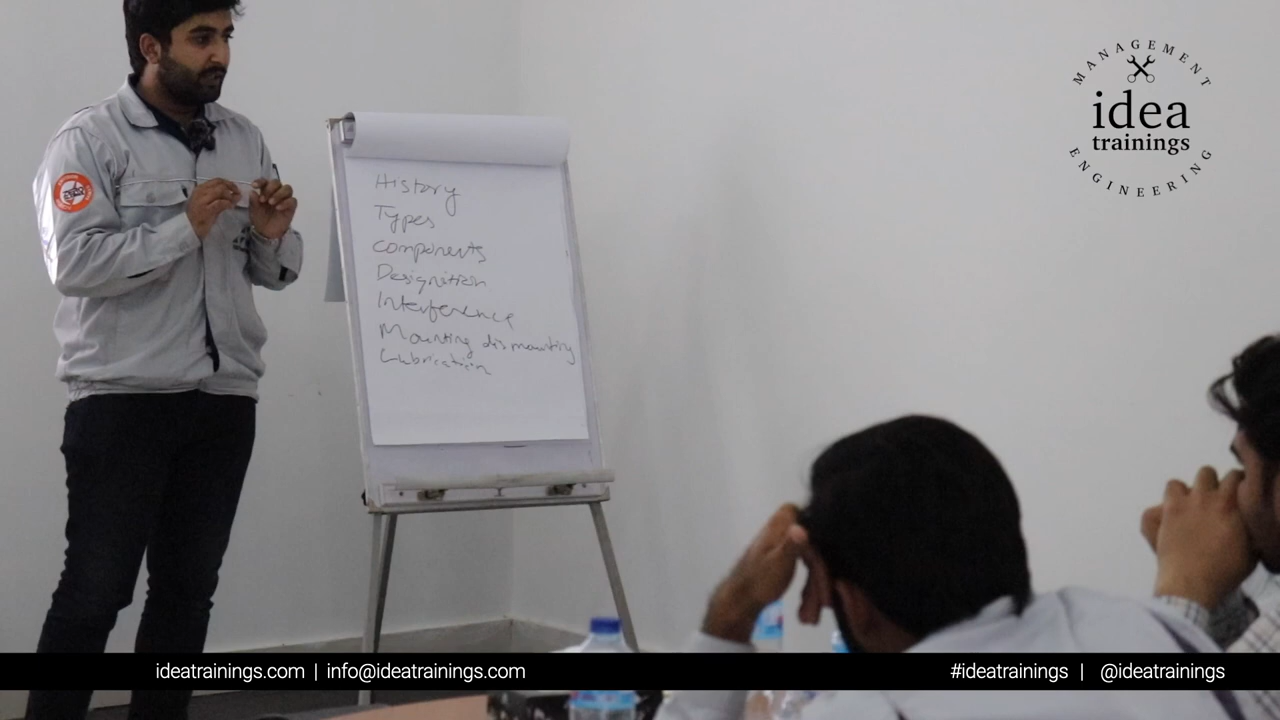 MANAGEMENT
idea
trainings
ENGINEERING
History
Types
Components
Designition
Interference
Mounting dismounting
Lubrication
ideatrainings.com | info@ideatrainings.com
#ideatrainings | @ideatrainings